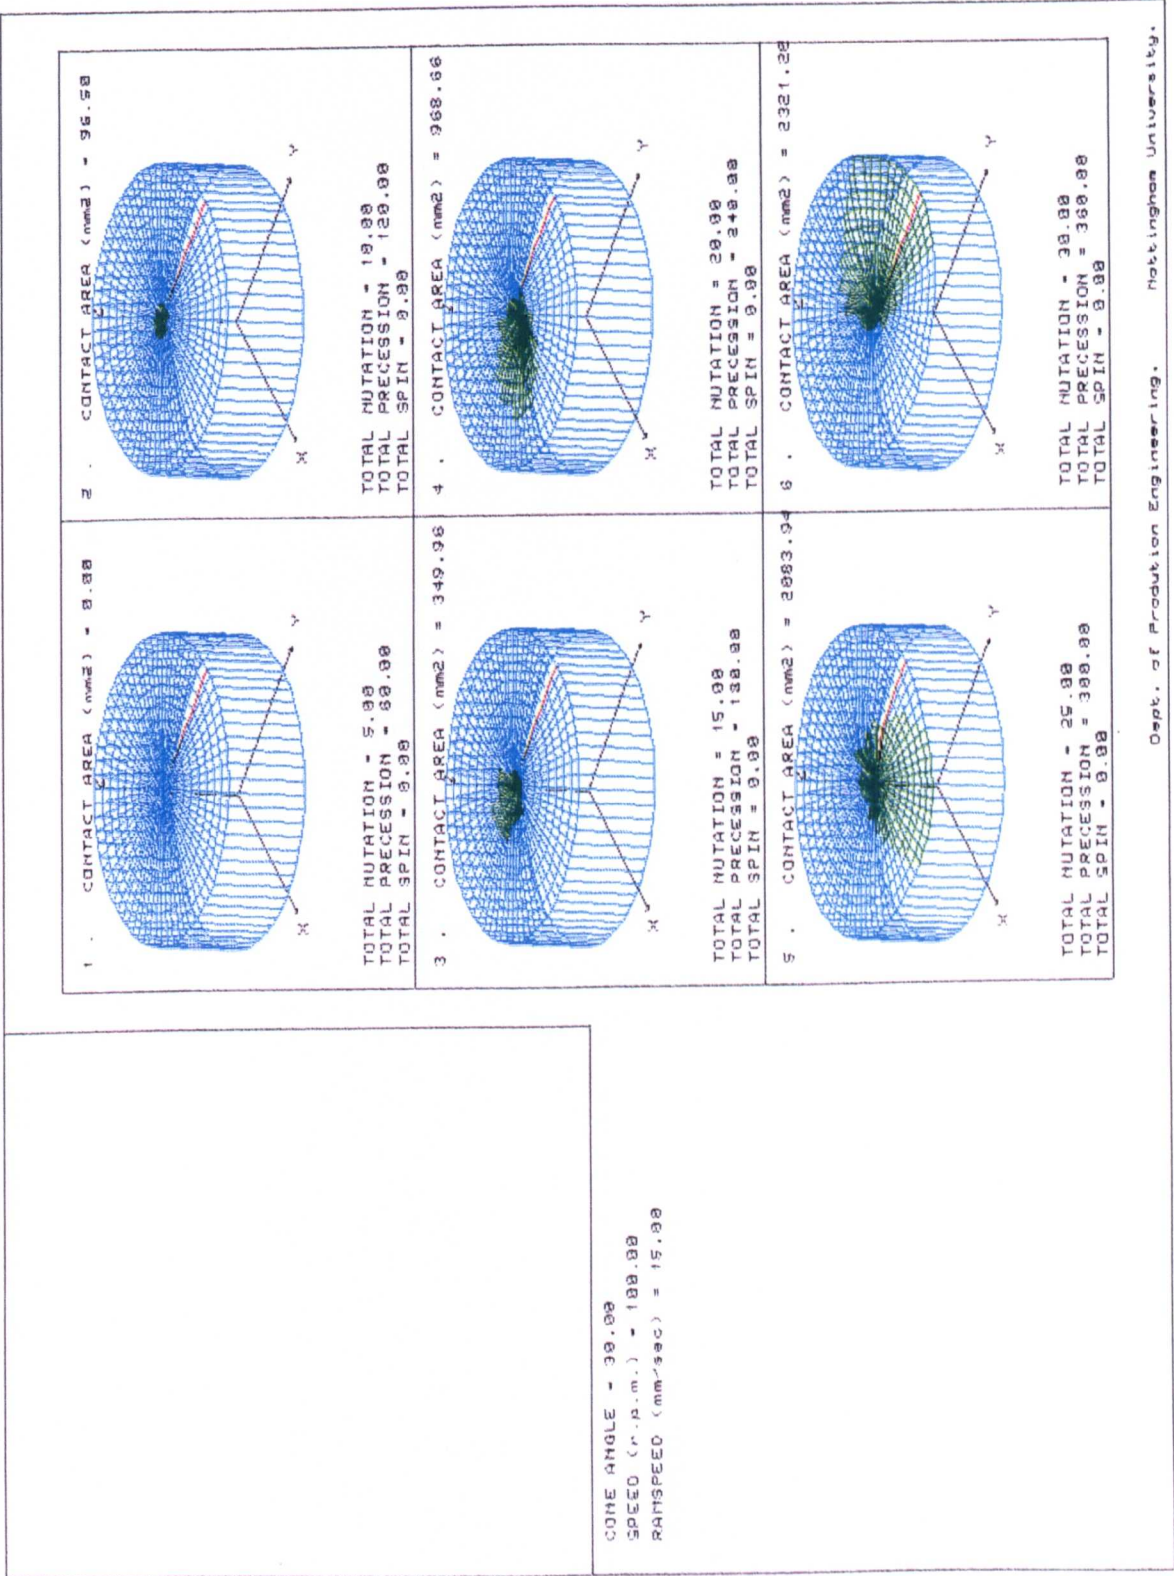 1 . CONTACT AREA (mm2) = 0.00
Z
X
Y
TOTAL NUTATION = 5.00
TOTAL PRECESSION = 60.00
TOTAL SPIN = 0.00
2 . CONTACT AREA (mm2) = 96.50
Z
X
Y
TOTAL NUTATION = 10.00
TOTAL PRECESSION = 120.00
TOTAL SPIN = 0.00
3 . CONTACT AREA (mm2) = 349.98
Z
X
Y
TOTAL NUTATION = 15.00
TOTAL PRECESSION = 180.00
TOTAL SPIN = 0.00
4 . CONTACT AREA (mm2) = 968.66
Z
X
Y
TOTAL NUTATION = 20.00
TOTAL PRECESSION = 240.00
TOTAL SPIN = 0.00
5 . CONTACT AREA (mm2) = 2083.94
Z
X
Y
TOTAL NUTATION = 25.00
TOTAL PRECESSION = 300.00
TOTAL SPIN = 0.00
6 . CONTACT AREA (mm2) = 2321.28
Z
X
Y
TOTAL NUTATION = 30.00
TOTAL PRECESSION = 360.00
TOTAL SPIN = 0.00
CONE ANGLE = 30.00
SPEED (r.p.m.) = 100.00
RAMSPEED (mm/sec) = 15.00
Dept. of Prodution Engineering. Nottingham University.